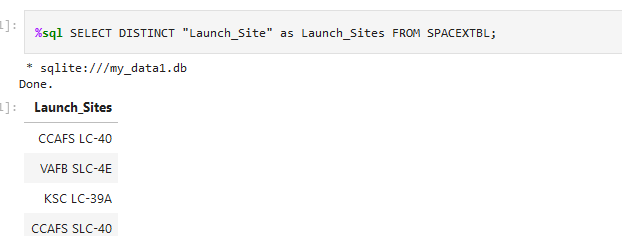 ]:
%sql SELECT DISTINCT "Launch_Site" as Launch_Sites FROM SPACEXTBL;
* sqlite:///my_data1.db
Done.
]:
Launch_Sites
CCAFS LC-40
VAFB SLC-4E
KSC LC-39A
CCAFS SLC-40